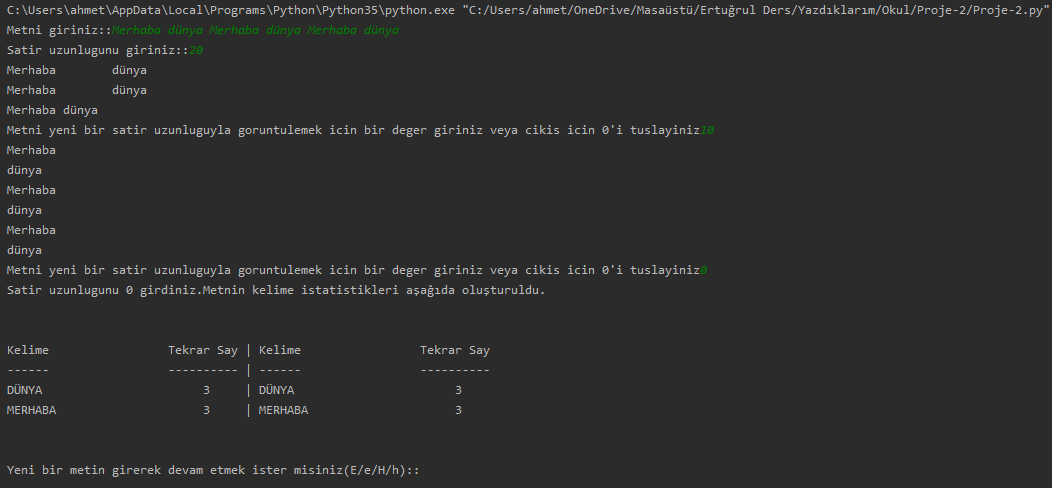 C:\Users\ahmet\AppData\Local\Programs\Python\Python35\python.exe "C:/Users/ahmet/OneDrive/Masaüstü/Ertuğrul Ders/Yazdıklarım/Okul/Proje-2/Proje-2.py"
Metni giriniz::Merhaba dünya Merhaba dünya Merhaba dünya
Satir uzunlugunu giriniz::20
Merhaba        dünya
Merhaba        dünya
Merhaba dünya
Metni yeni bir satir uzunluguyla goruntulemek icin bir deger giriniz veya cikis icin 0'i tuslayiniz10
Merhaba
dünya
Merhaba
dünya
Merhaba
dünya
Metni yeni bir satir uzunluguyla goruntulemek icin bir deger giriniz veya cikis icin 0'i tuslayiniz0
Satir uzunlugunu 0 girdiniz.Metnin kelime istatistikleri aşağıda oluşturuldu.
Kelime                 Tekrar Say | Kelime                 Tekrar Say
------                 ---------- | ------                 ----------
DÜNYA                       3     | DÜNYA                       3
MERHABA                     3     | MERHABA                     3
Yeni bir metin girerek devam etmek ister misiniz(E/e/H/h)::